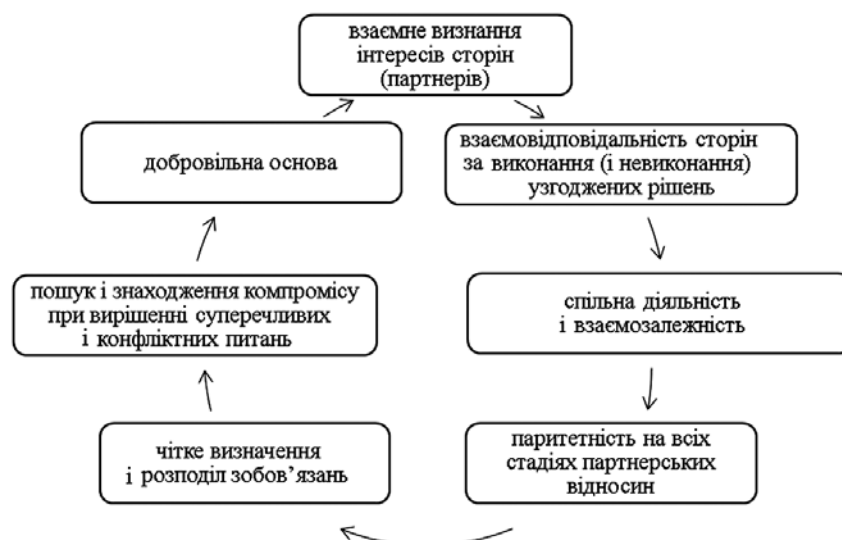 взаємне визнання
інтересів сторін
(партнерів)
взаємовідповідальність сторін
за виконання (і невиконання)
узгоджених рішень
спільна діяльність
і взаємозалежність
паритетність на всіх
стадіях партнерських
відносин
чітке визначення
і розподіл зобов’язань
пошук і знаходження компромісу
при вирішенні суперечливих
і конфліктних питань
добровільна основа